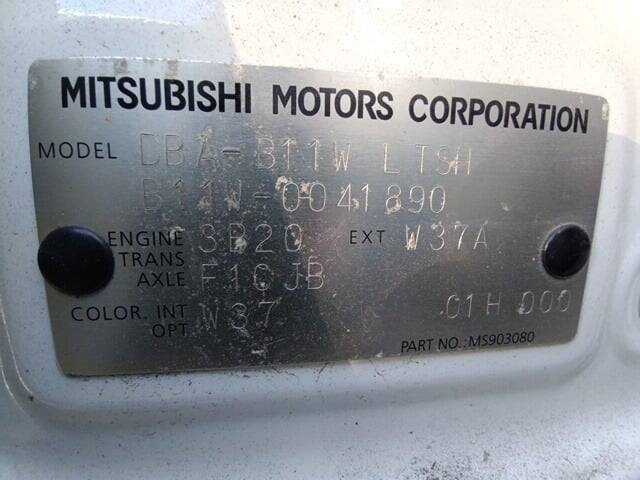 MITSUBISHI MOTORS CORPORATION
MODEL DBA-B11W LTSH
B11W-0041890
ENGINE 3B20 EXT W37A
TRANS
AXLE F1CJB
COLOR. INT W37 01H 000
OPT
PART NO.: MS903080